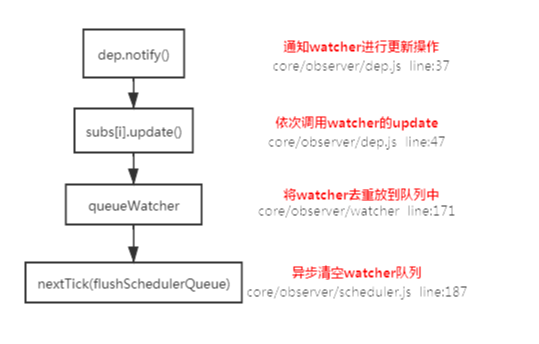 dep.notify()
通知watcher进行更新操作
core/observer/dep.js line:37
subs[i].update()
依次调用watcher的update
core/observer/dep.js line:47
queueWatcher
将watcher去重放到队列中
core/observer/watcher line:171
nextTick(flushSchedulerQueue)
异步清空watcher队列
core/observer/scheduler.js line:187